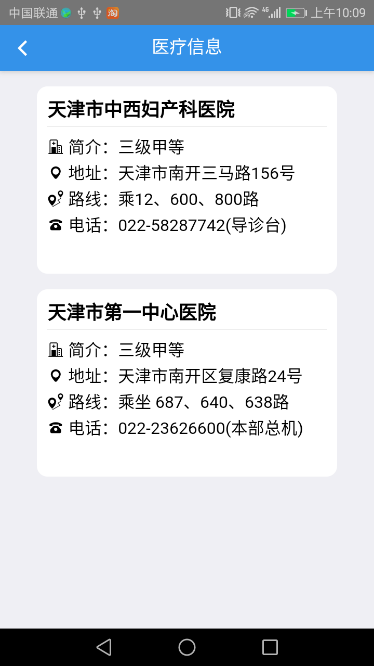 中国联通 淘 4G 上午10:09
医疗信息
天津市中西妇产科医院
简介：三级甲等
地址：天津市南开三马路156号
路线：乘12、600、800路
电话：022-58287742(导诊台)
天津市第一中心医院
简介：三级甲等
地址：天津市南开区复康路24号
路线：乘坐 687、640、638路
电话：022-23626600(本部总机)